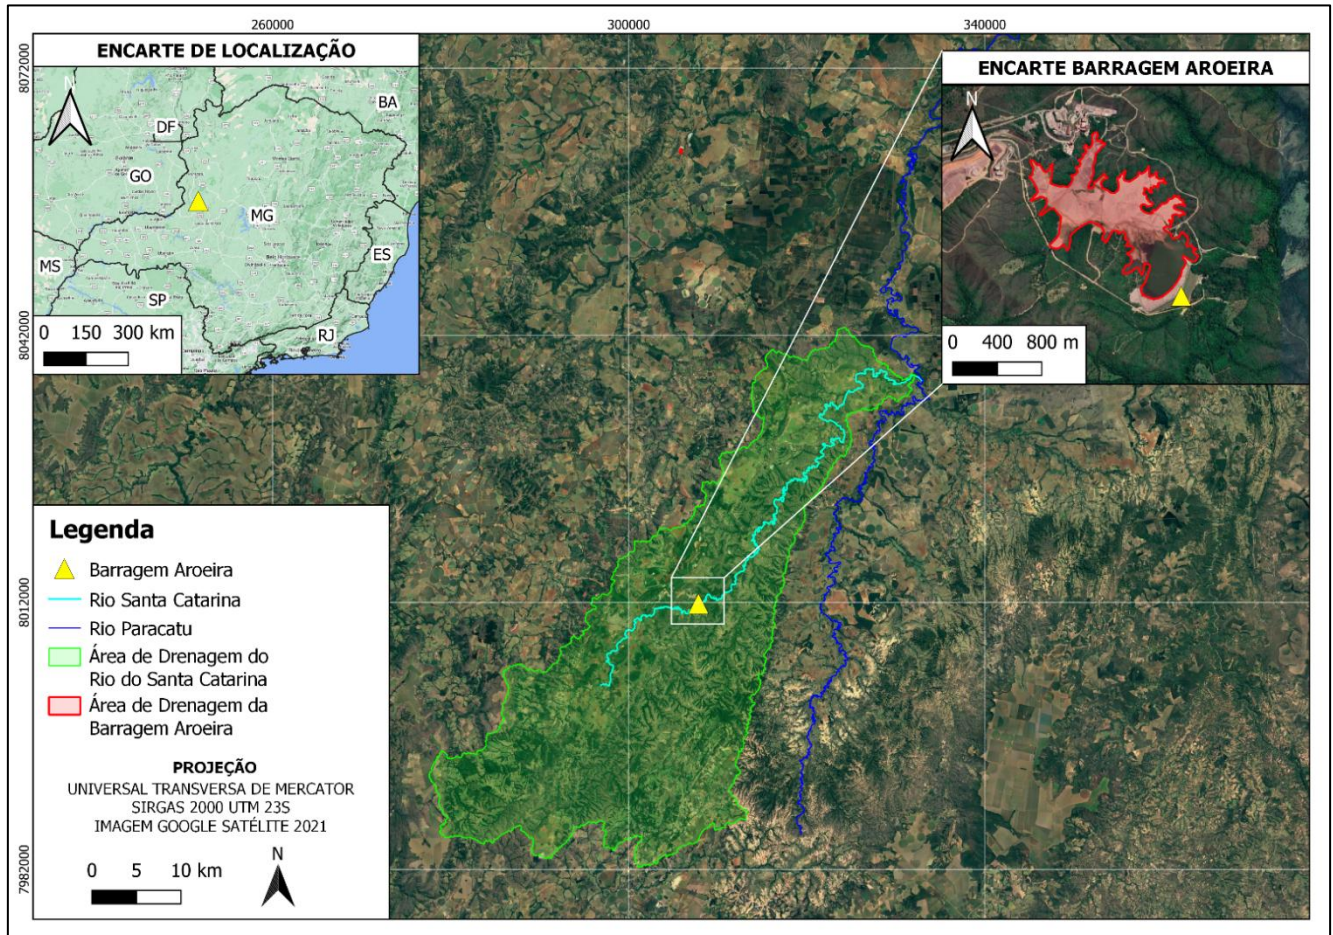 260000
300000
340000
8072000
8042000
8012000
7982000
ENCARTE DE LOCALIZAÇÃO
N
BA
DF
GO
MG
ES
MS
SP
RJ
0 150 300 km
ENCARTE BARRAGEM AROEIRA
N
0 400 800 m
Legenda
Barragem Aroeira
Rio Santa Catarina
Rio Paracatu
Área de Drenagem do
Rio do Santa Catarina
Área de Drenagem da
Barragem Aroeira
PROJEÇÃO
UNIVERSAL TRANSVERSA DE MERCATOR
SIRGAS 2000 UTM 23S
IMAGEM GOOGLE SATÉLITE 2021
0 5 10 km
N